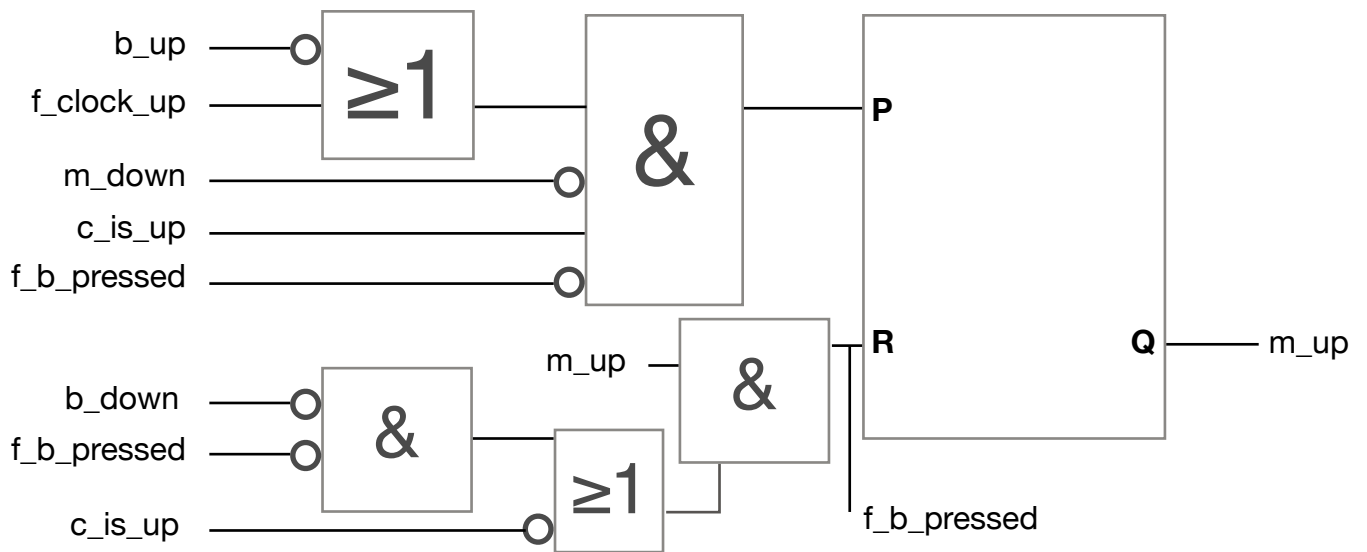 b_up
≥1
f_clock_up
&
P
m_down
c_is_up
f_b_pressed
m_up
&
R
Q
m_up
b_down
f_b_pressed
&
≥1
c_is_up
f_b_pressed